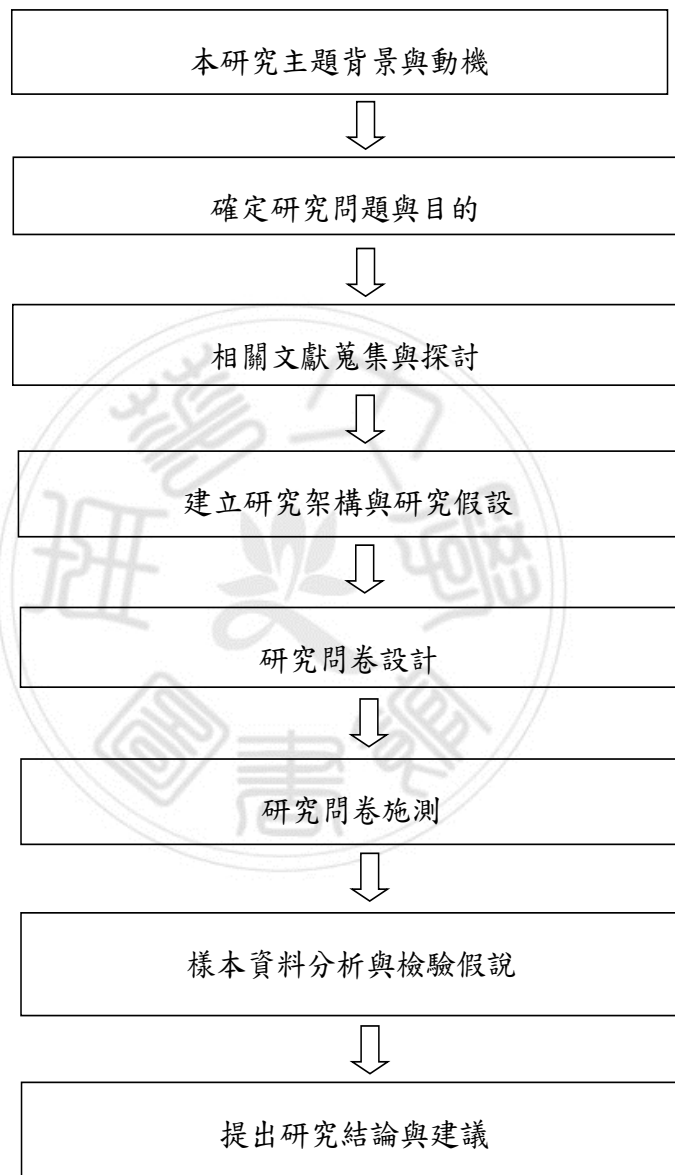 本研究主題背景與動機
確定研究問題與目的
相關文獻蒐集與探討
建立研究架構與研究假設
研究問卷設計
研究問卷施測
樣本資料分析與檢驗假說
提出研究結論與建議